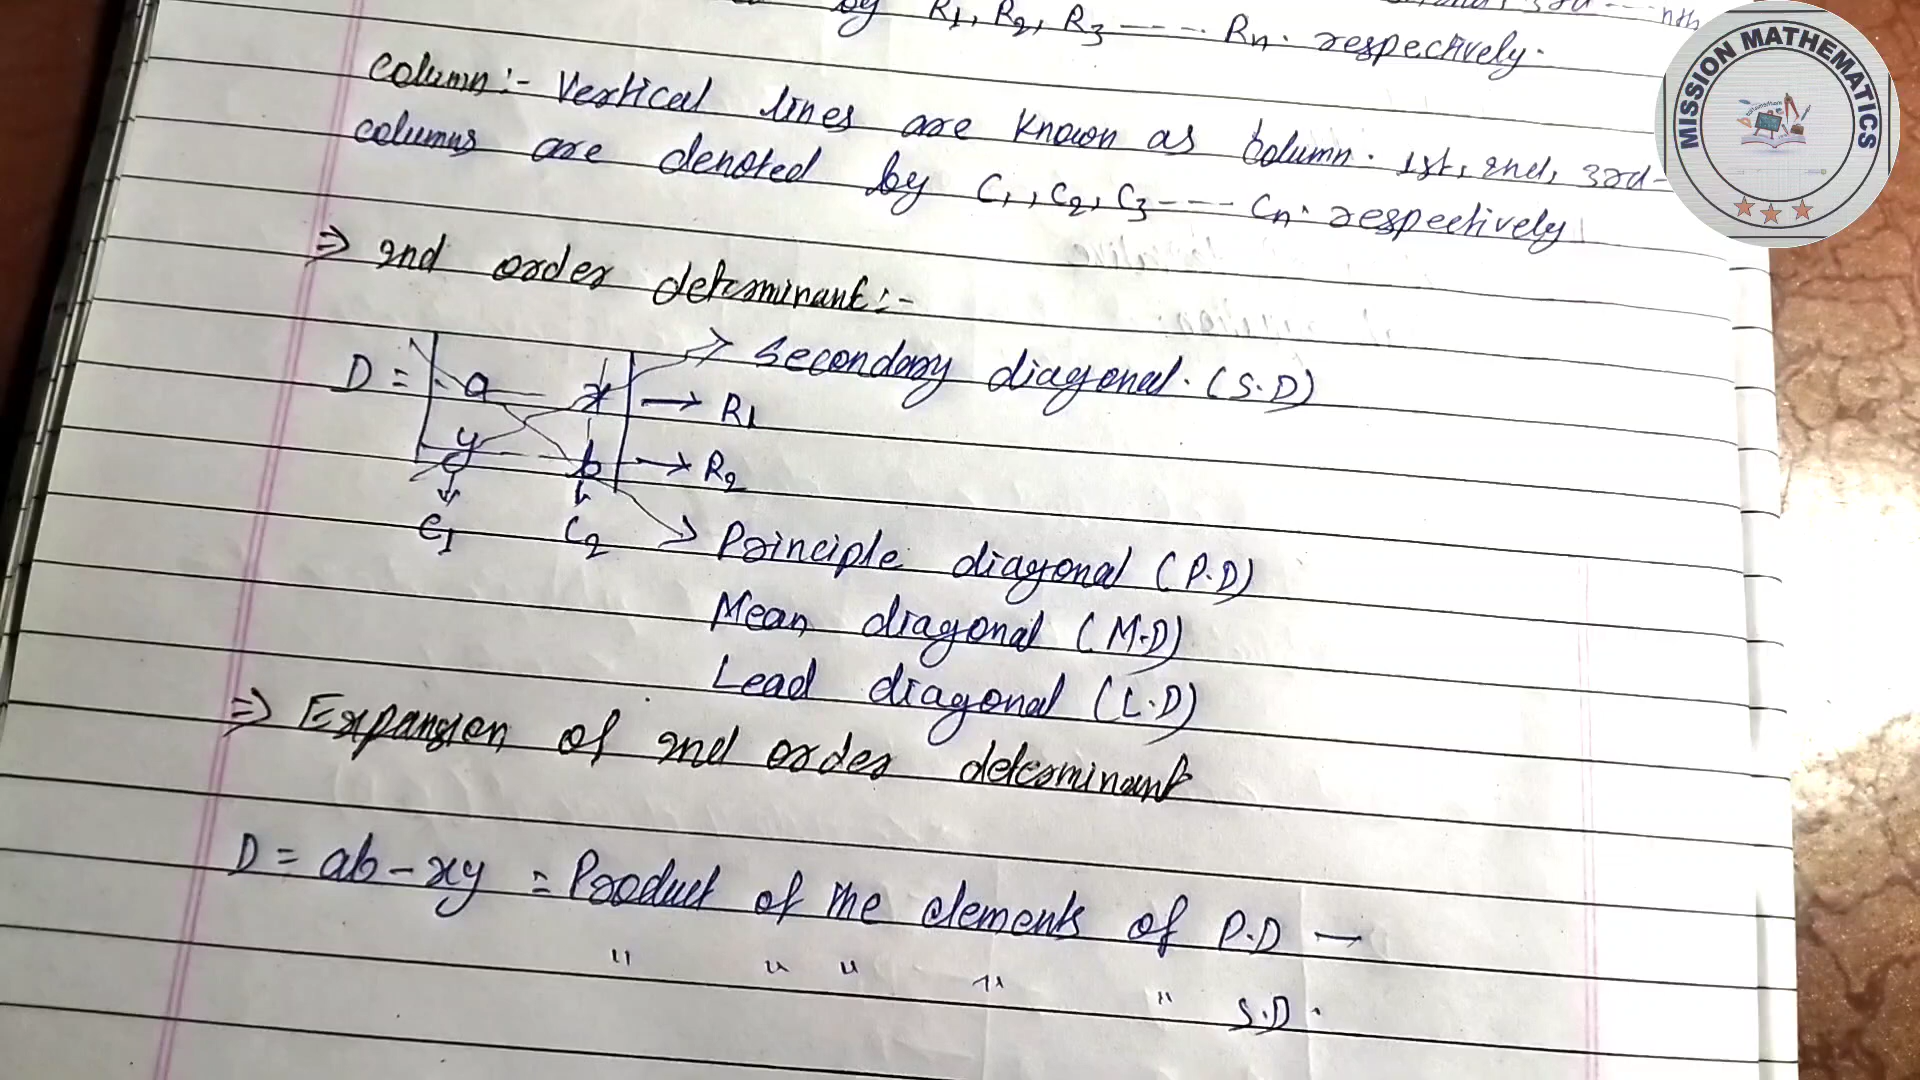 by R1, R2, R3 ---- Rn. respectively.
Column :- Vertical lines are known as Column. 1st, 2nd, 3rd-
columns are denoted by C1, C2, C3 ---- Cn. respectively
⇒ 2nd order determinant :-
Secondary diagonal. (S.D)
D = a x → R1
y b → R2
C1 C2
Principle diagonal (P.D)
Mean diagonal (M.D)
Lead diagonal (L.D)
⇒ Expansion of 2nd order determinant
D = ab - xy = Product of the elements of P.D -
" " " " " S.D.
MISSION MATHEMATICS